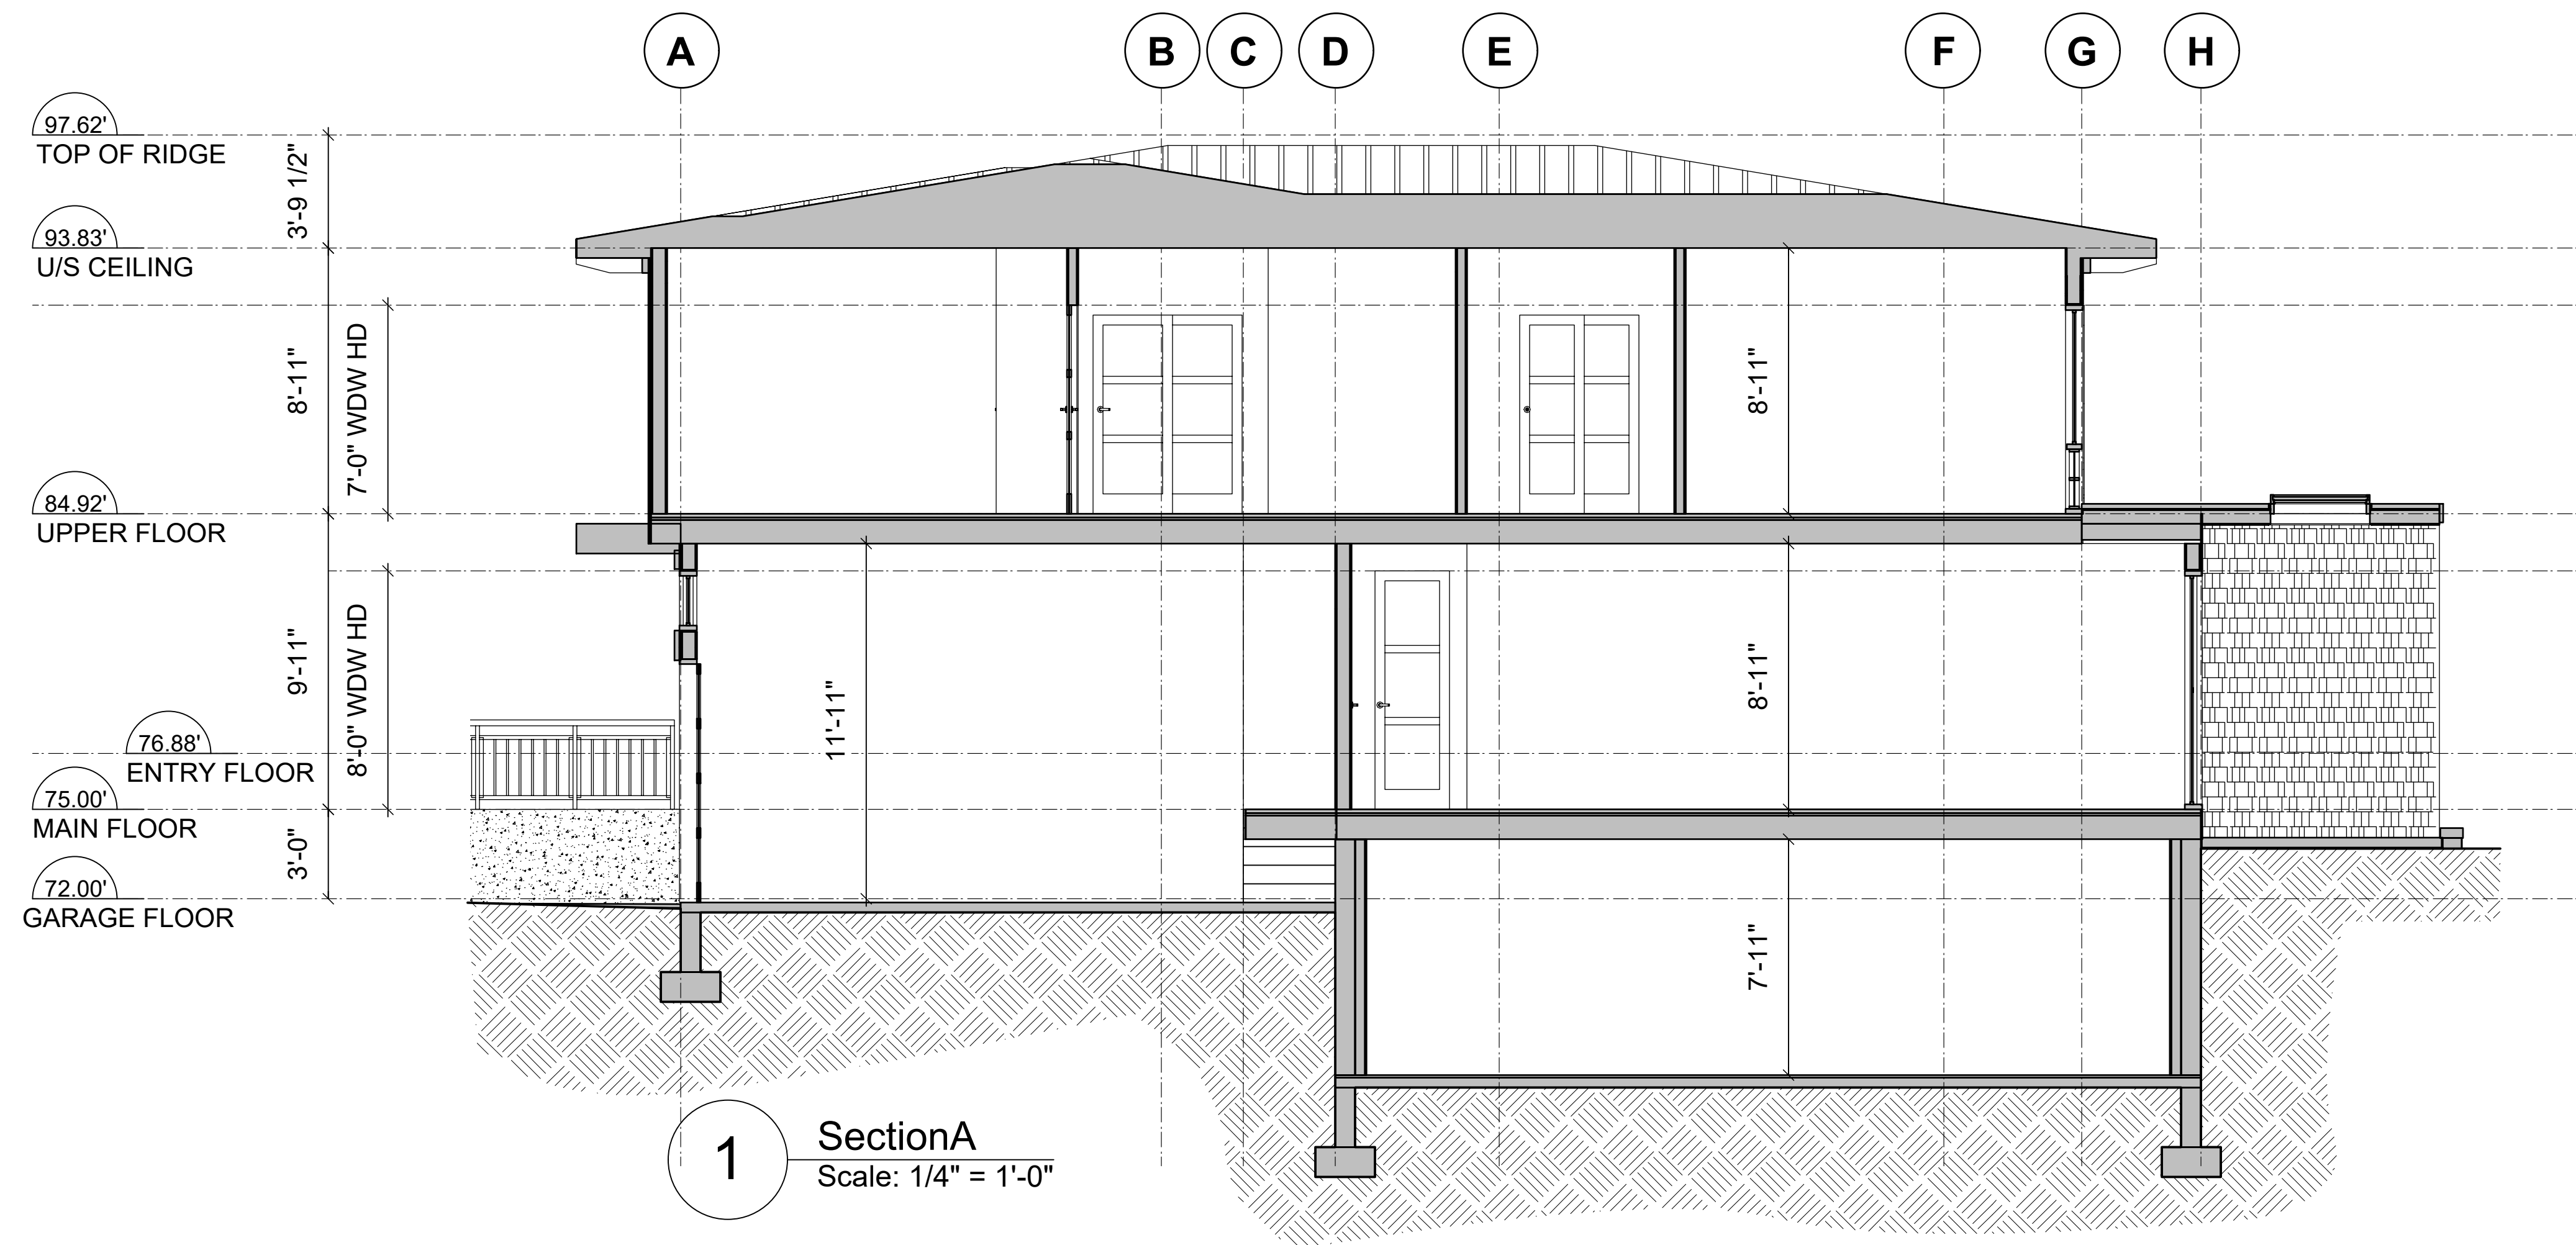 A B C D E F G H
97.62'
TOP OF RIDGE
3'-9 1/2"
93.83'
U/S CEILING
8'-11"
7'-0" WDW HD
8'-11"
84.92'
UPPER FLOOR
9'-11"
8'-0" WDW HD
11'-11"
8'-11"
76.88'
ENTRY FLOOR
75.00'
MAIN FLOOR
3'-0"
72.00'
GARAGE FLOOR
7'-11"
1
SectionA
Scale: 1/4" = 1'-0"